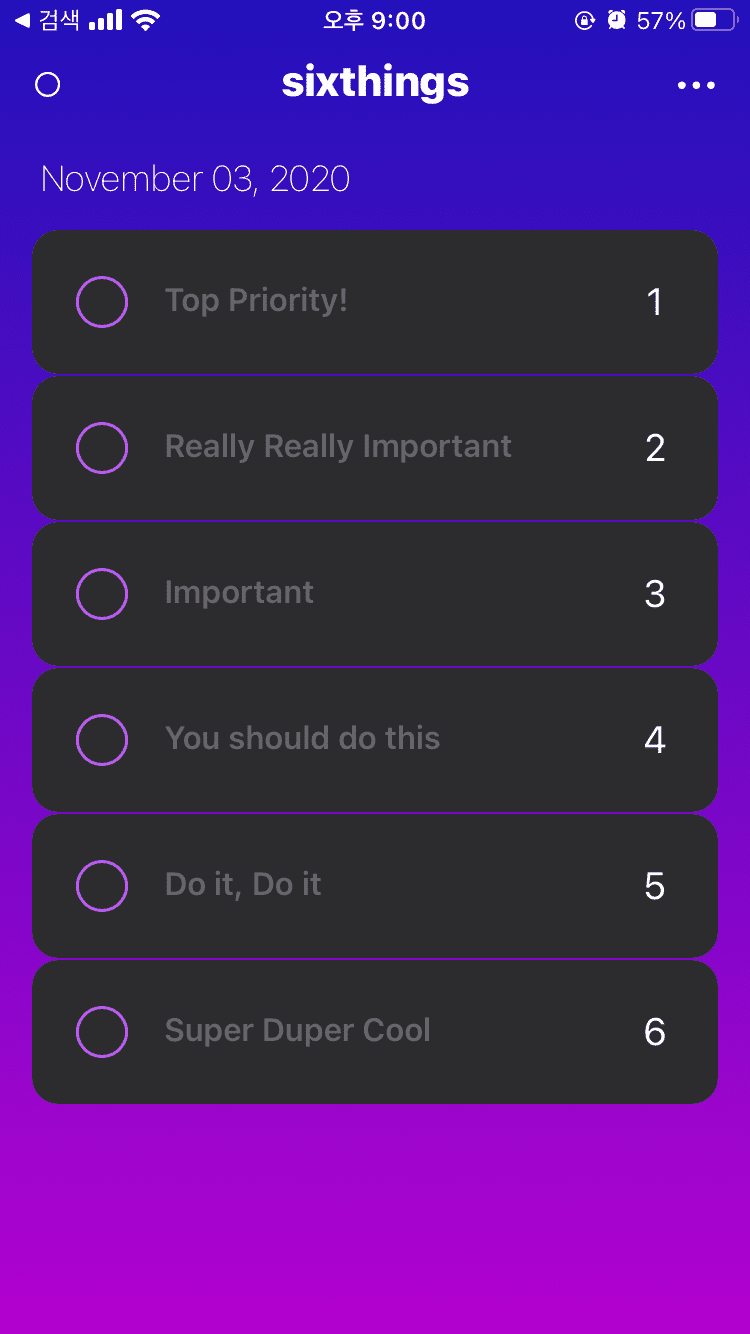 검색
오후 9:00
57%
sixthings
November 03, 2020
Top Priority! 1
Really Really Important 2
Important 3
You should do this 4
Do it, Do it 5
Super Duper Cool 6